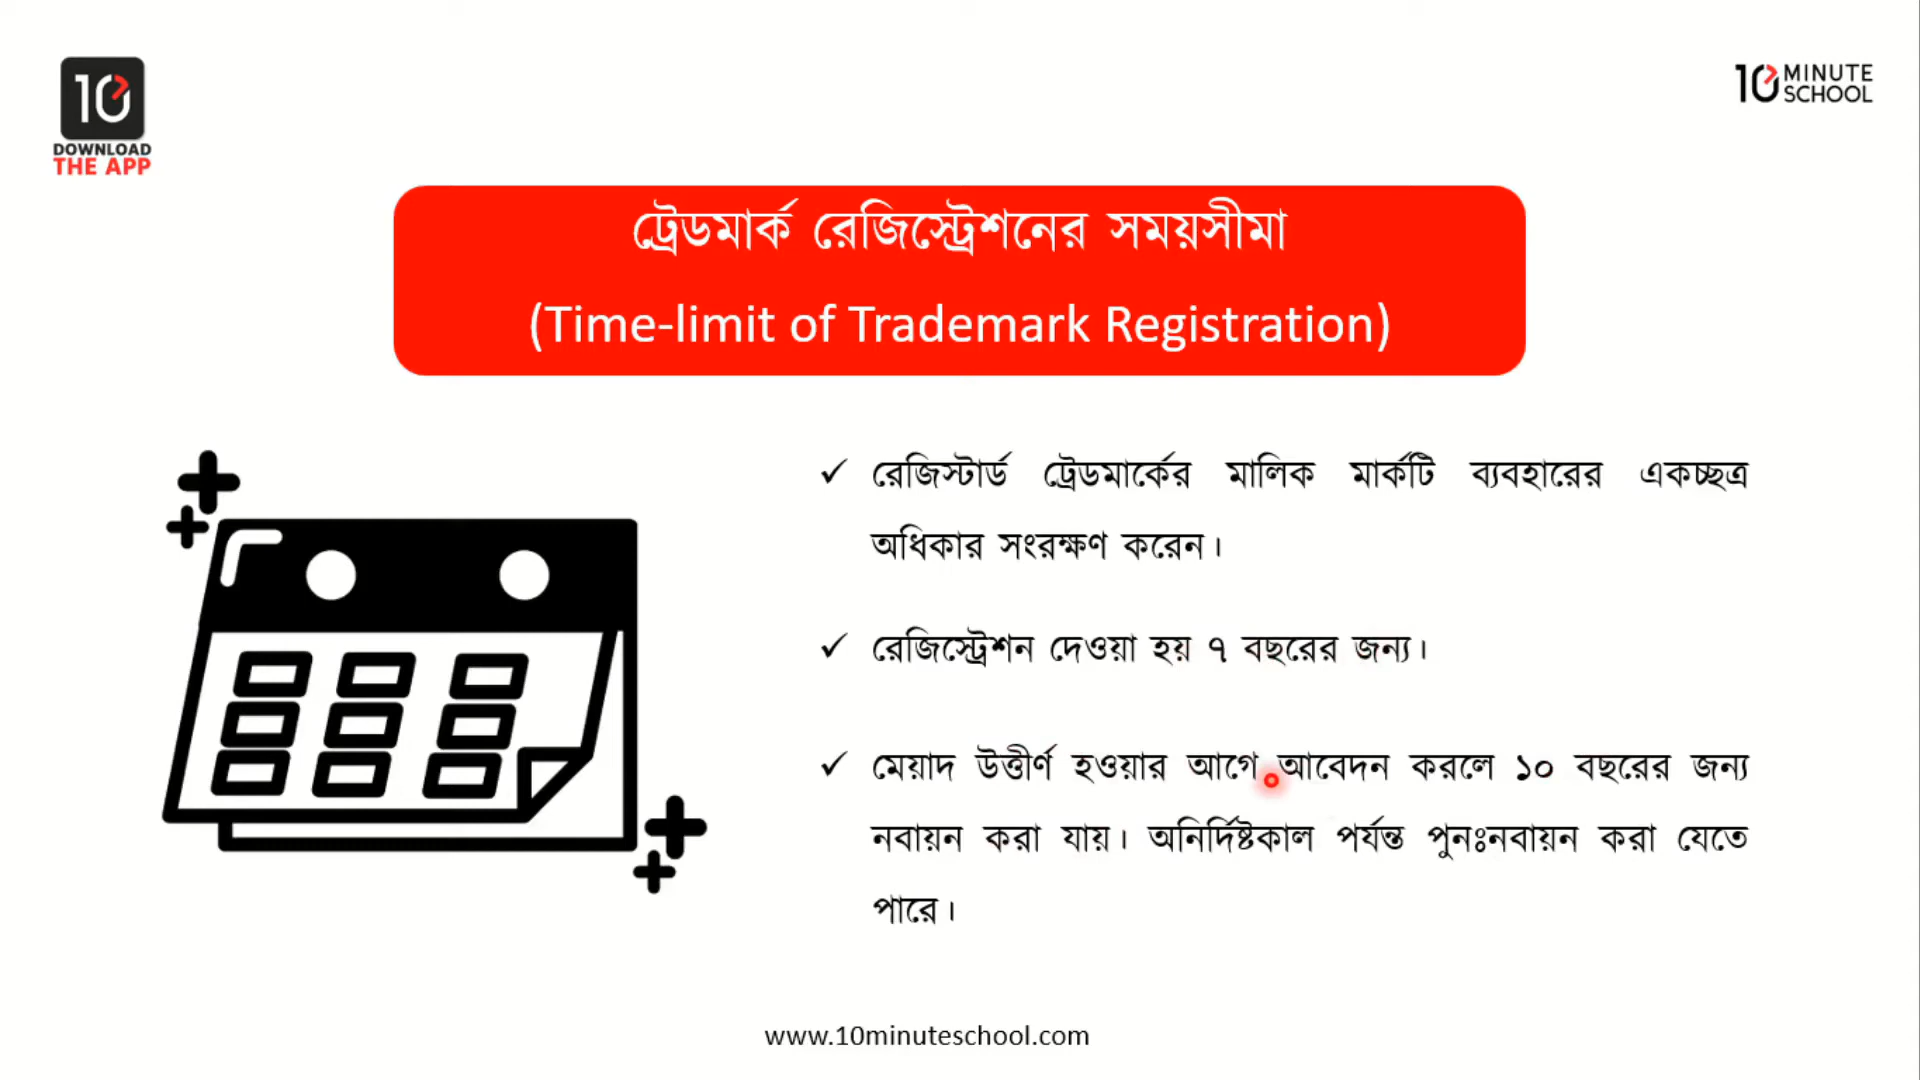 10
DOWNLOAD
THE APP
10 MINUTE
SCHOOL
ট্রেডমার্ক রেজিস্ট্রেশনের সময়সীমা
(Time-limit of Trademark Registration)
✓ রেজিস্টার্ড ট্রেডমার্কের মালিক মার্কটি ব্যবহারের একচ্ছত্র
অধিকার সংরক্ষণ করেন।
✓ রেজিস্ট্রেশন দেওয়া হয় ৭ বছরের জন্য।
✓ মেয়াদ উত্তীর্ণ হওয়ার আগে আবেদন করলে ১০ বছরের জন্য
নবায়ন করা যায়। অনির্দিষ্টকাল পর্যন্ত পুনঃনবায়ন করা যেতে
পারে।
www.10minuteschool.com